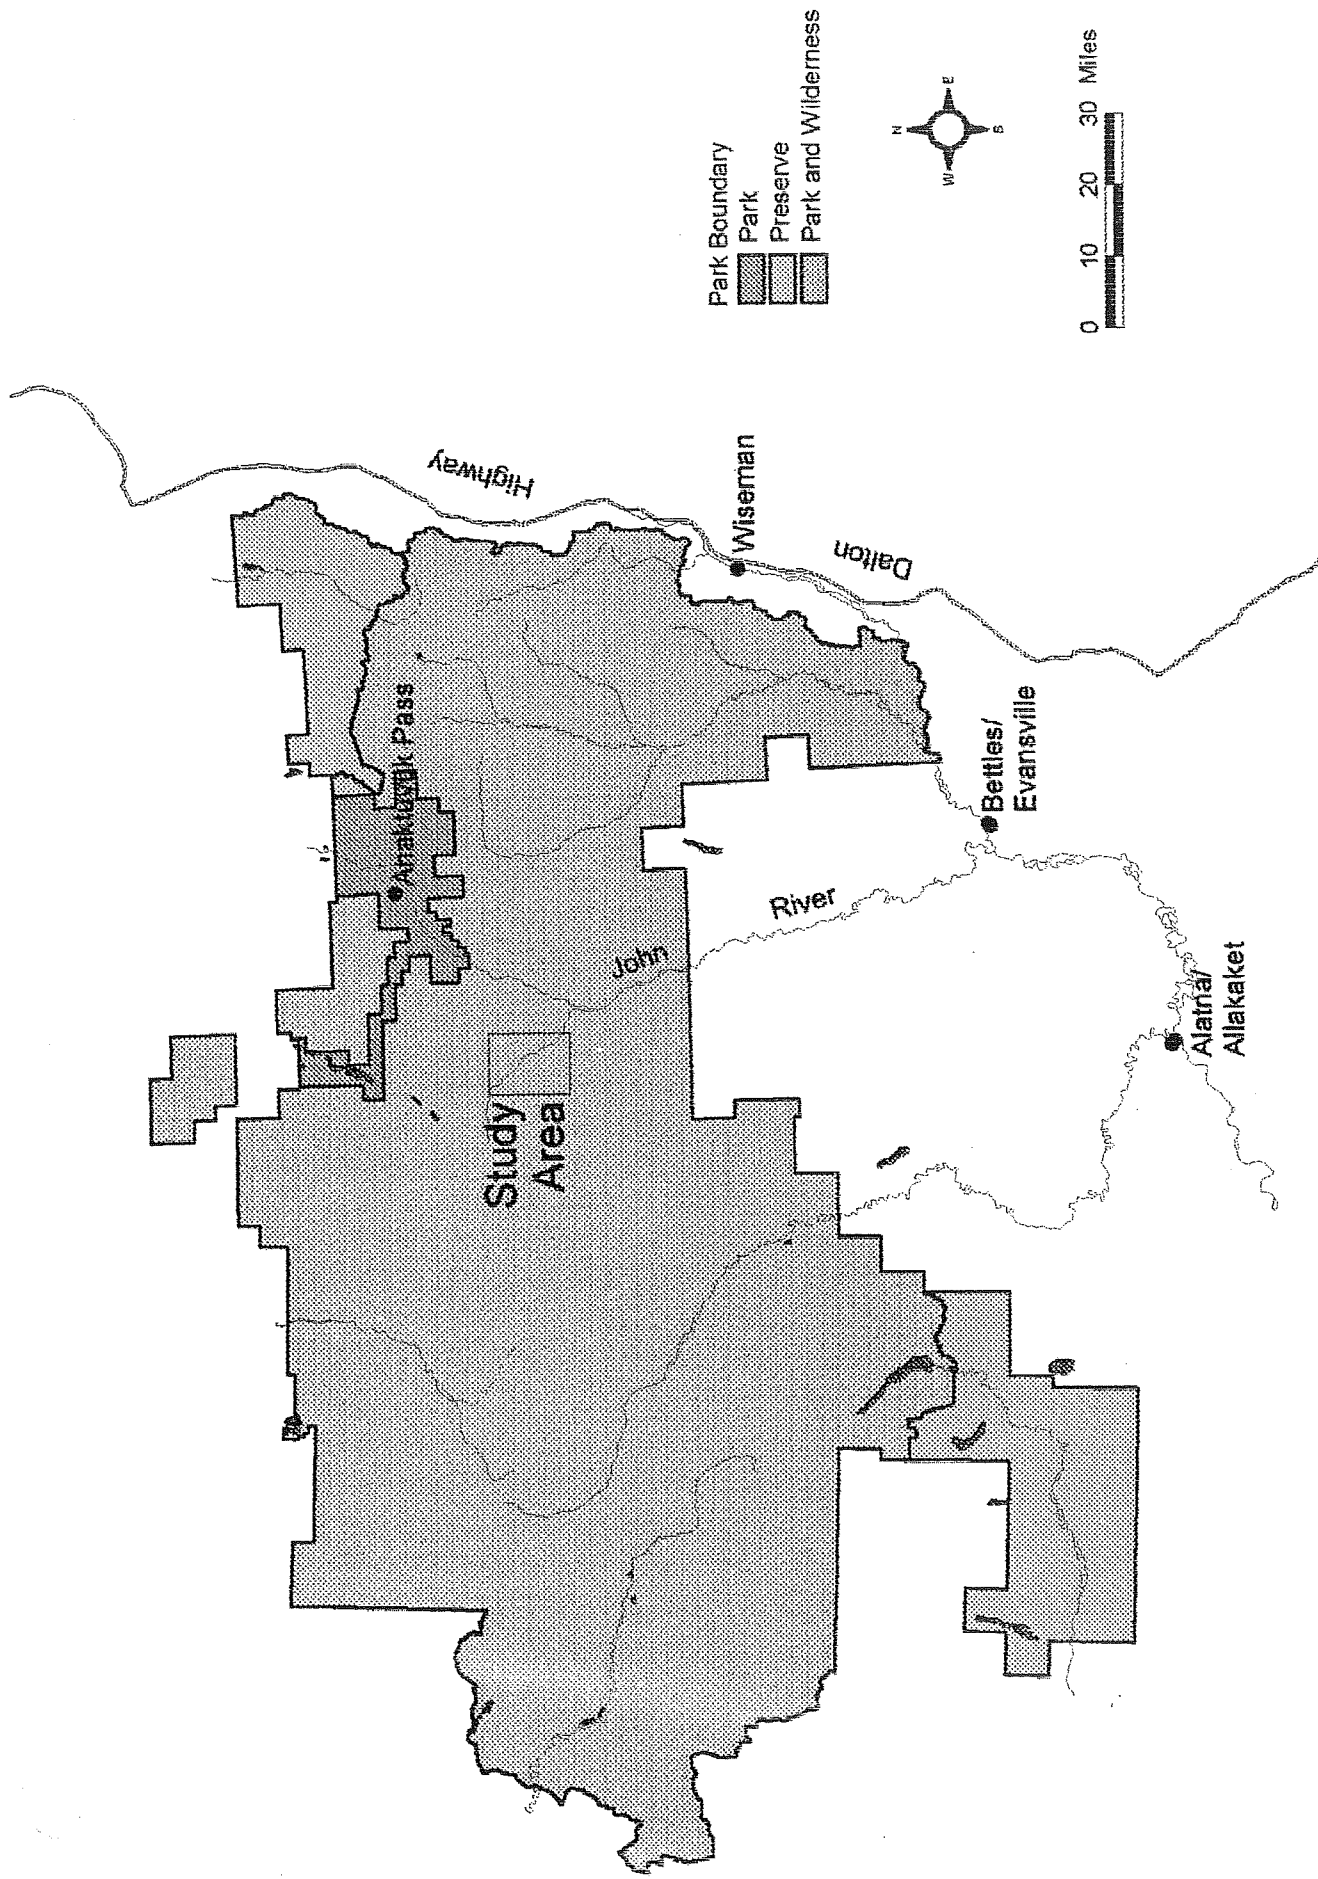 Study
Area
Anaktuvuk Pass
John
River
Bettles/
Evansville
Alatna/
Allakaket
Wiseman
Dalton
Highway
Park Boundary
Park
Preserve
Park and Wilderness
N
W
E
S
0 10 20 30 Miles